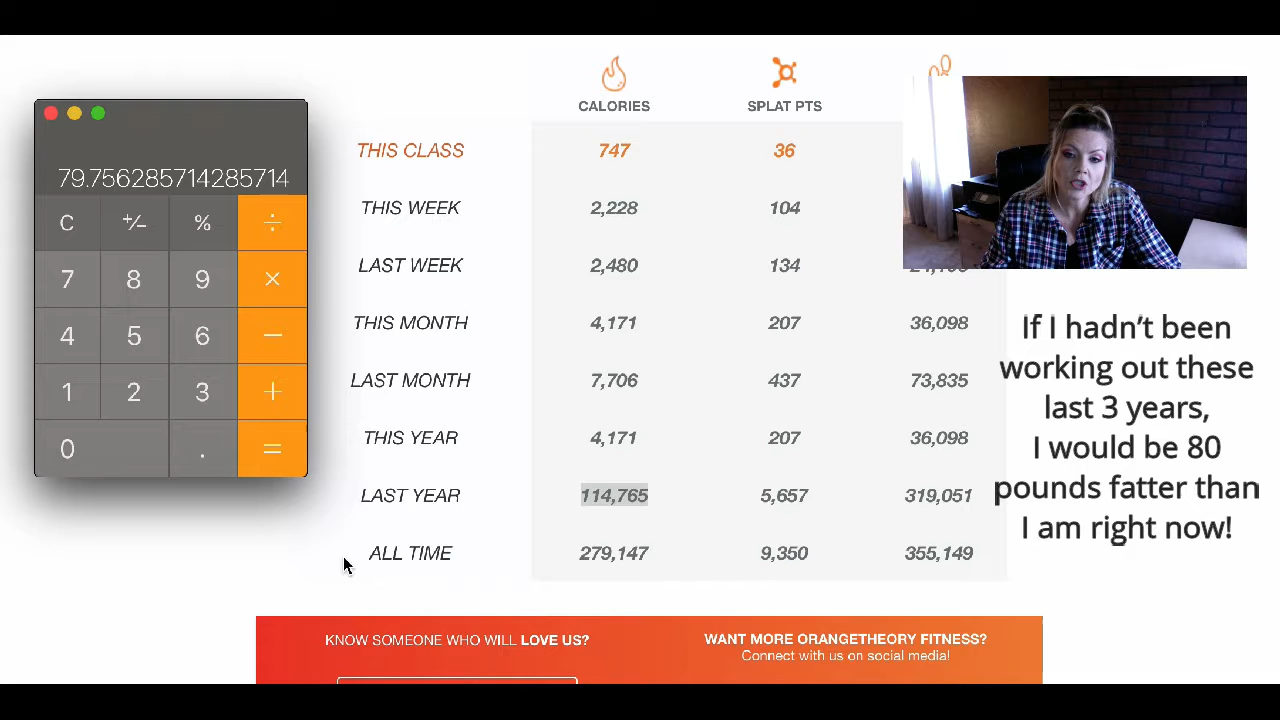 CALORIES SPLAT PTS
79.756285714285714
C +/− % ÷
7 8 9 ×
4 5 6 −
1 2 3 +
0 . =
THIS CLASS 747 36
THIS WEEK 2,228 104
LAST WEEK 2,480 134
THIS MONTH 4,171 207 36,098
LAST MONTH 7,706 437 73,835
THIS YEAR 4,171 207 36,098
LAST YEAR 114,765 5,657 319,051
ALL TIME 279,147 9,350 355,149
If I hadn't been
working out these
last 3 years,
I would be 80
pounds fatter than
I am right now!
KNOW SOMEONE WHO WILL LOVE US?
WANT MORE ORANGETHEORY FITNESS?
Connect with us on social media!